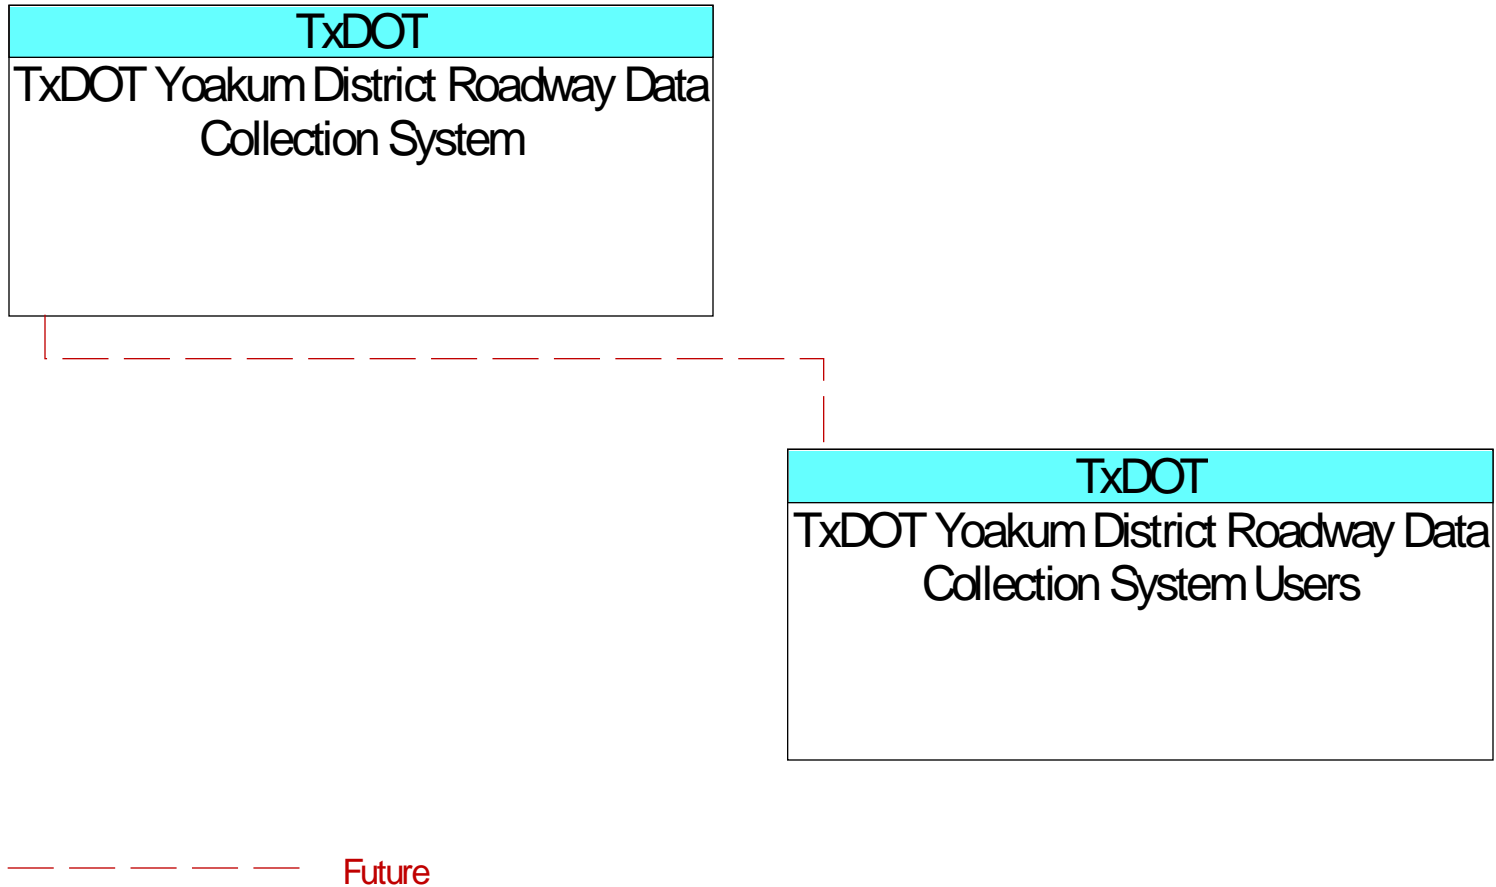 TxDOT
TxDOT Yoakum District Roadway Data
Collection System
TxDOT
TxDOT Yoakum District Roadway Data
Collection System Users
Future